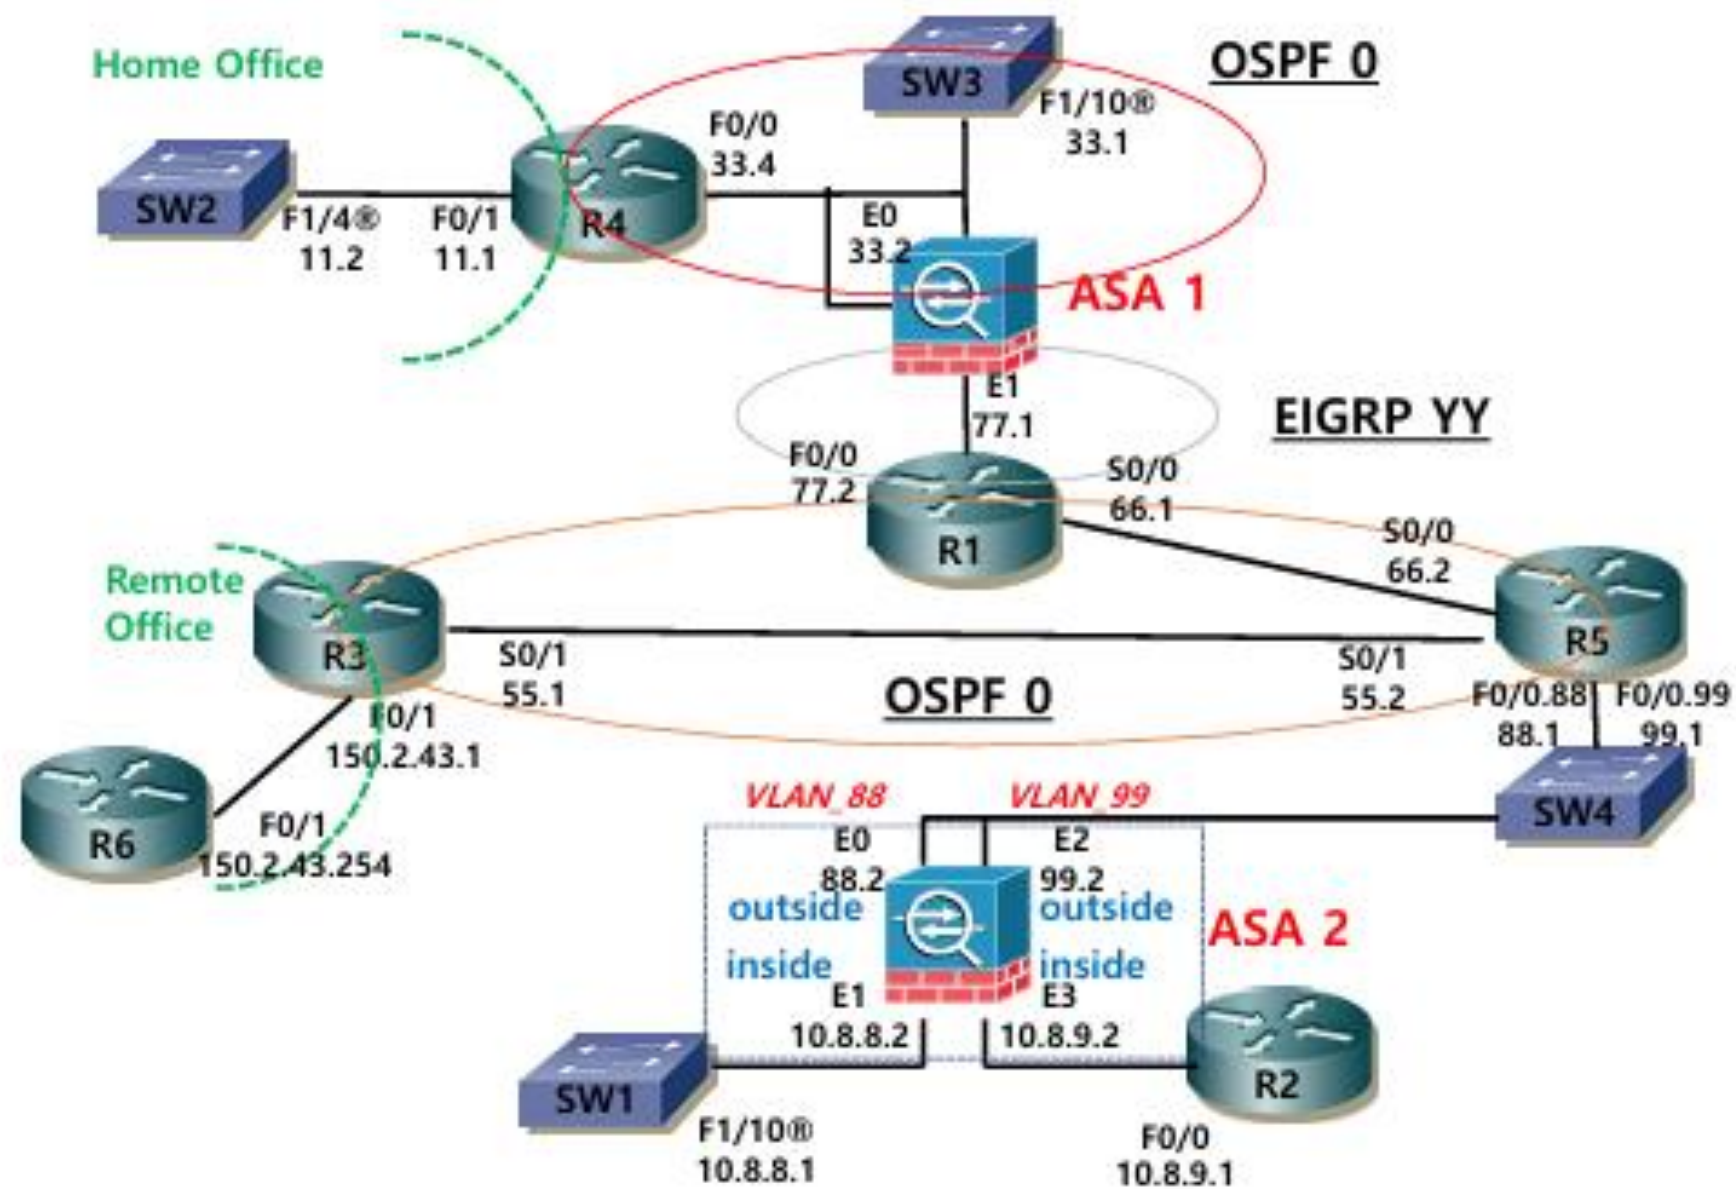 Home Office
SW3
OSPF 0
F1/10®
33.1
F0/0
33.4
SW2
F1/4®
11.2
F0/1
11.1
R4
E0
33.2
ASA 1
E1
77.1
EIGRP YY
F0/0
77.2
S0/0
66.1
R1
S0/0
66.2
Remote
Office
R3
S0/1
55.1
OSPF 0
S0/1
55.2
R5
F0/0.88
88.1
F0/0.99
99.1
F0/1
150.2.43.1
R6
F0/1
150.2.43.254
VLAN_88
VLAN_99
SW4
E0
88.2
E2
99.2
outside
outside
ASA 2
inside
inside
E1
10.8.8.2
E3
10.8.9.2
SW1
R2
F1/10®
10.8.8.1
F0/0
10.8.9.1